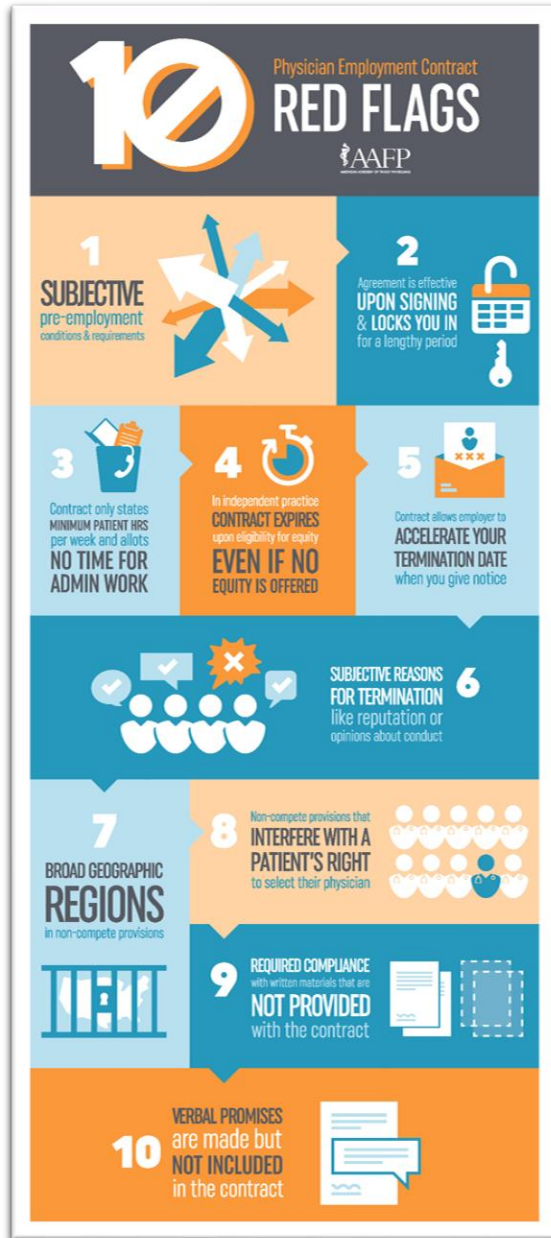 10
Physician Employment Contract
RED FLAGS
AAFP
AMERICAN ACADEMY OF FAMILY PHYSICIANS
1
SUBJECTIVE
pre-employment
conditions & requirements
2
Agreement is effective
UPON SIGNING
& LOCKS YOU IN
for a lengthy period
3
Contract only states
MINIMUM PATIENT HRS
per week and allots
NO TIME FOR
ADMIN WORK
4
In independent practice
CONTRACT EXPIRES
upon eligibility for equity
EVEN IF NO
EQUITY IS OFFERED
5
Contract allows employer to
ACCELERATE YOUR
TERMINATION DATE
when you give notice
SUBJECTIVE REASONS
FOR TERMINATION
like reputation or
opinions about conduct
6
7
BROAD GEOGRAPHIC
REGIONS
in non-compete provisions
8
Non-compete provisions that
INTERFERE WITH A
PATIENT'S RIGHT
to select their physician
9
REQUIRED COMPLIANCE
with written materials that are
NOT PROVIDED
with the contract
10
VERBAL PROMISES
are made but
NOT INCLUDED
in the contract